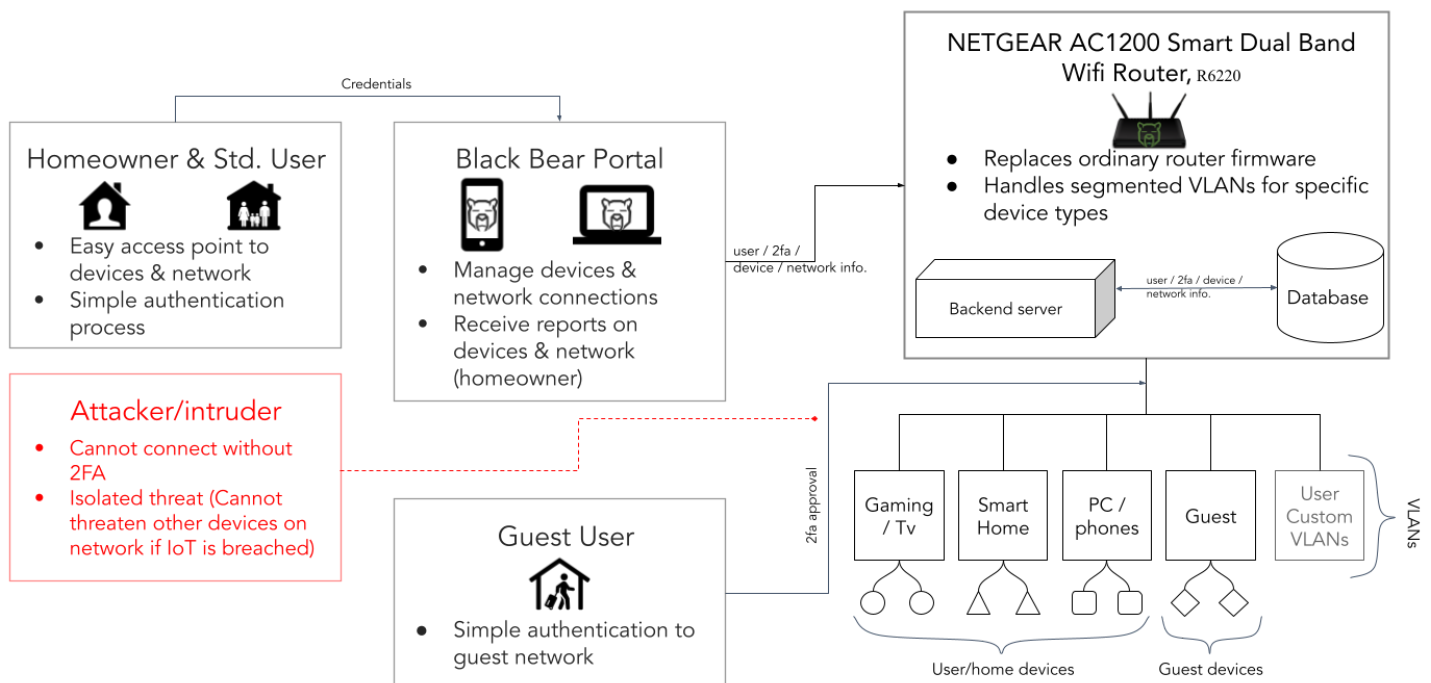 NETGEAR AC1200 Smart Dual Band
Wifi Router, R6220
● Replaces ordinary router firmware
● Handles segmented VLANs for specific
device types
Credentials
Homeowner & Std. User
• Easy access point to
devices & network
• Simple authentication
process
Black Bear Portal
• Manage devices &
network connections
• Receive reports on
devices & network
(homeowner)
user / 2fa /
device / network info.
Backend server
user / 2fa / device /
network info.
Database
Attacker/intruder
• Cannot connect without
2FA
• Isolated threat (Cannot
threaten other devices on
network if IoT is breached)
Guest User
● Simple authentication to
guest network
2fa approval
Gaming
/ Tv
Smart
Home
PC /
phones
Guest
User
Custom
VLANs
VLANs
User/home devices
Guest devices